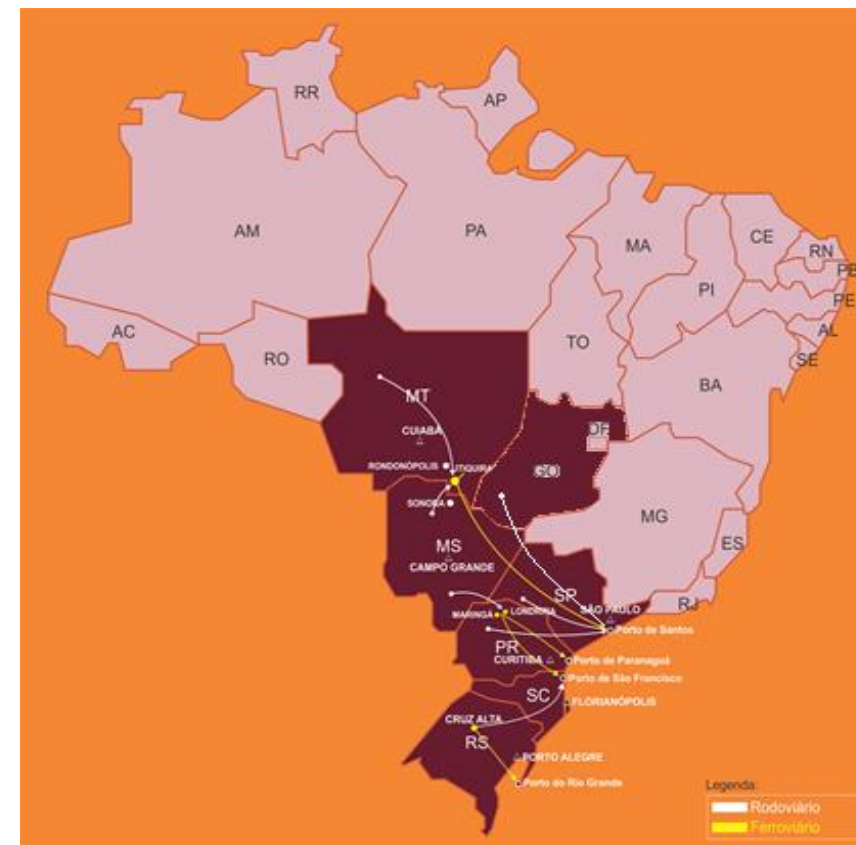 RR
AP
AM
PA
MA
CE
RN
PB
PI
PE
AC
AL
TO
SE
RO
BA
MT
CUIABÁ
DF
RONDONÓPOLIS
ITIQUIRA
GO
SONORA
MG
MS
ES
CAMPO GRANDE
SP
RJ
SÃO PAULO
LONDRINA
MARINGÁ
Porto de Santos
PR
CURITIBA
Porto de Paranaguá
Porto de São Francisco
SC
FLORIANÓPOLIS
CRUZ ALTA
RS
PORTO ALEGRE
Porto do Rio Grande
Legenda:
Rodoviário
Ferroviário